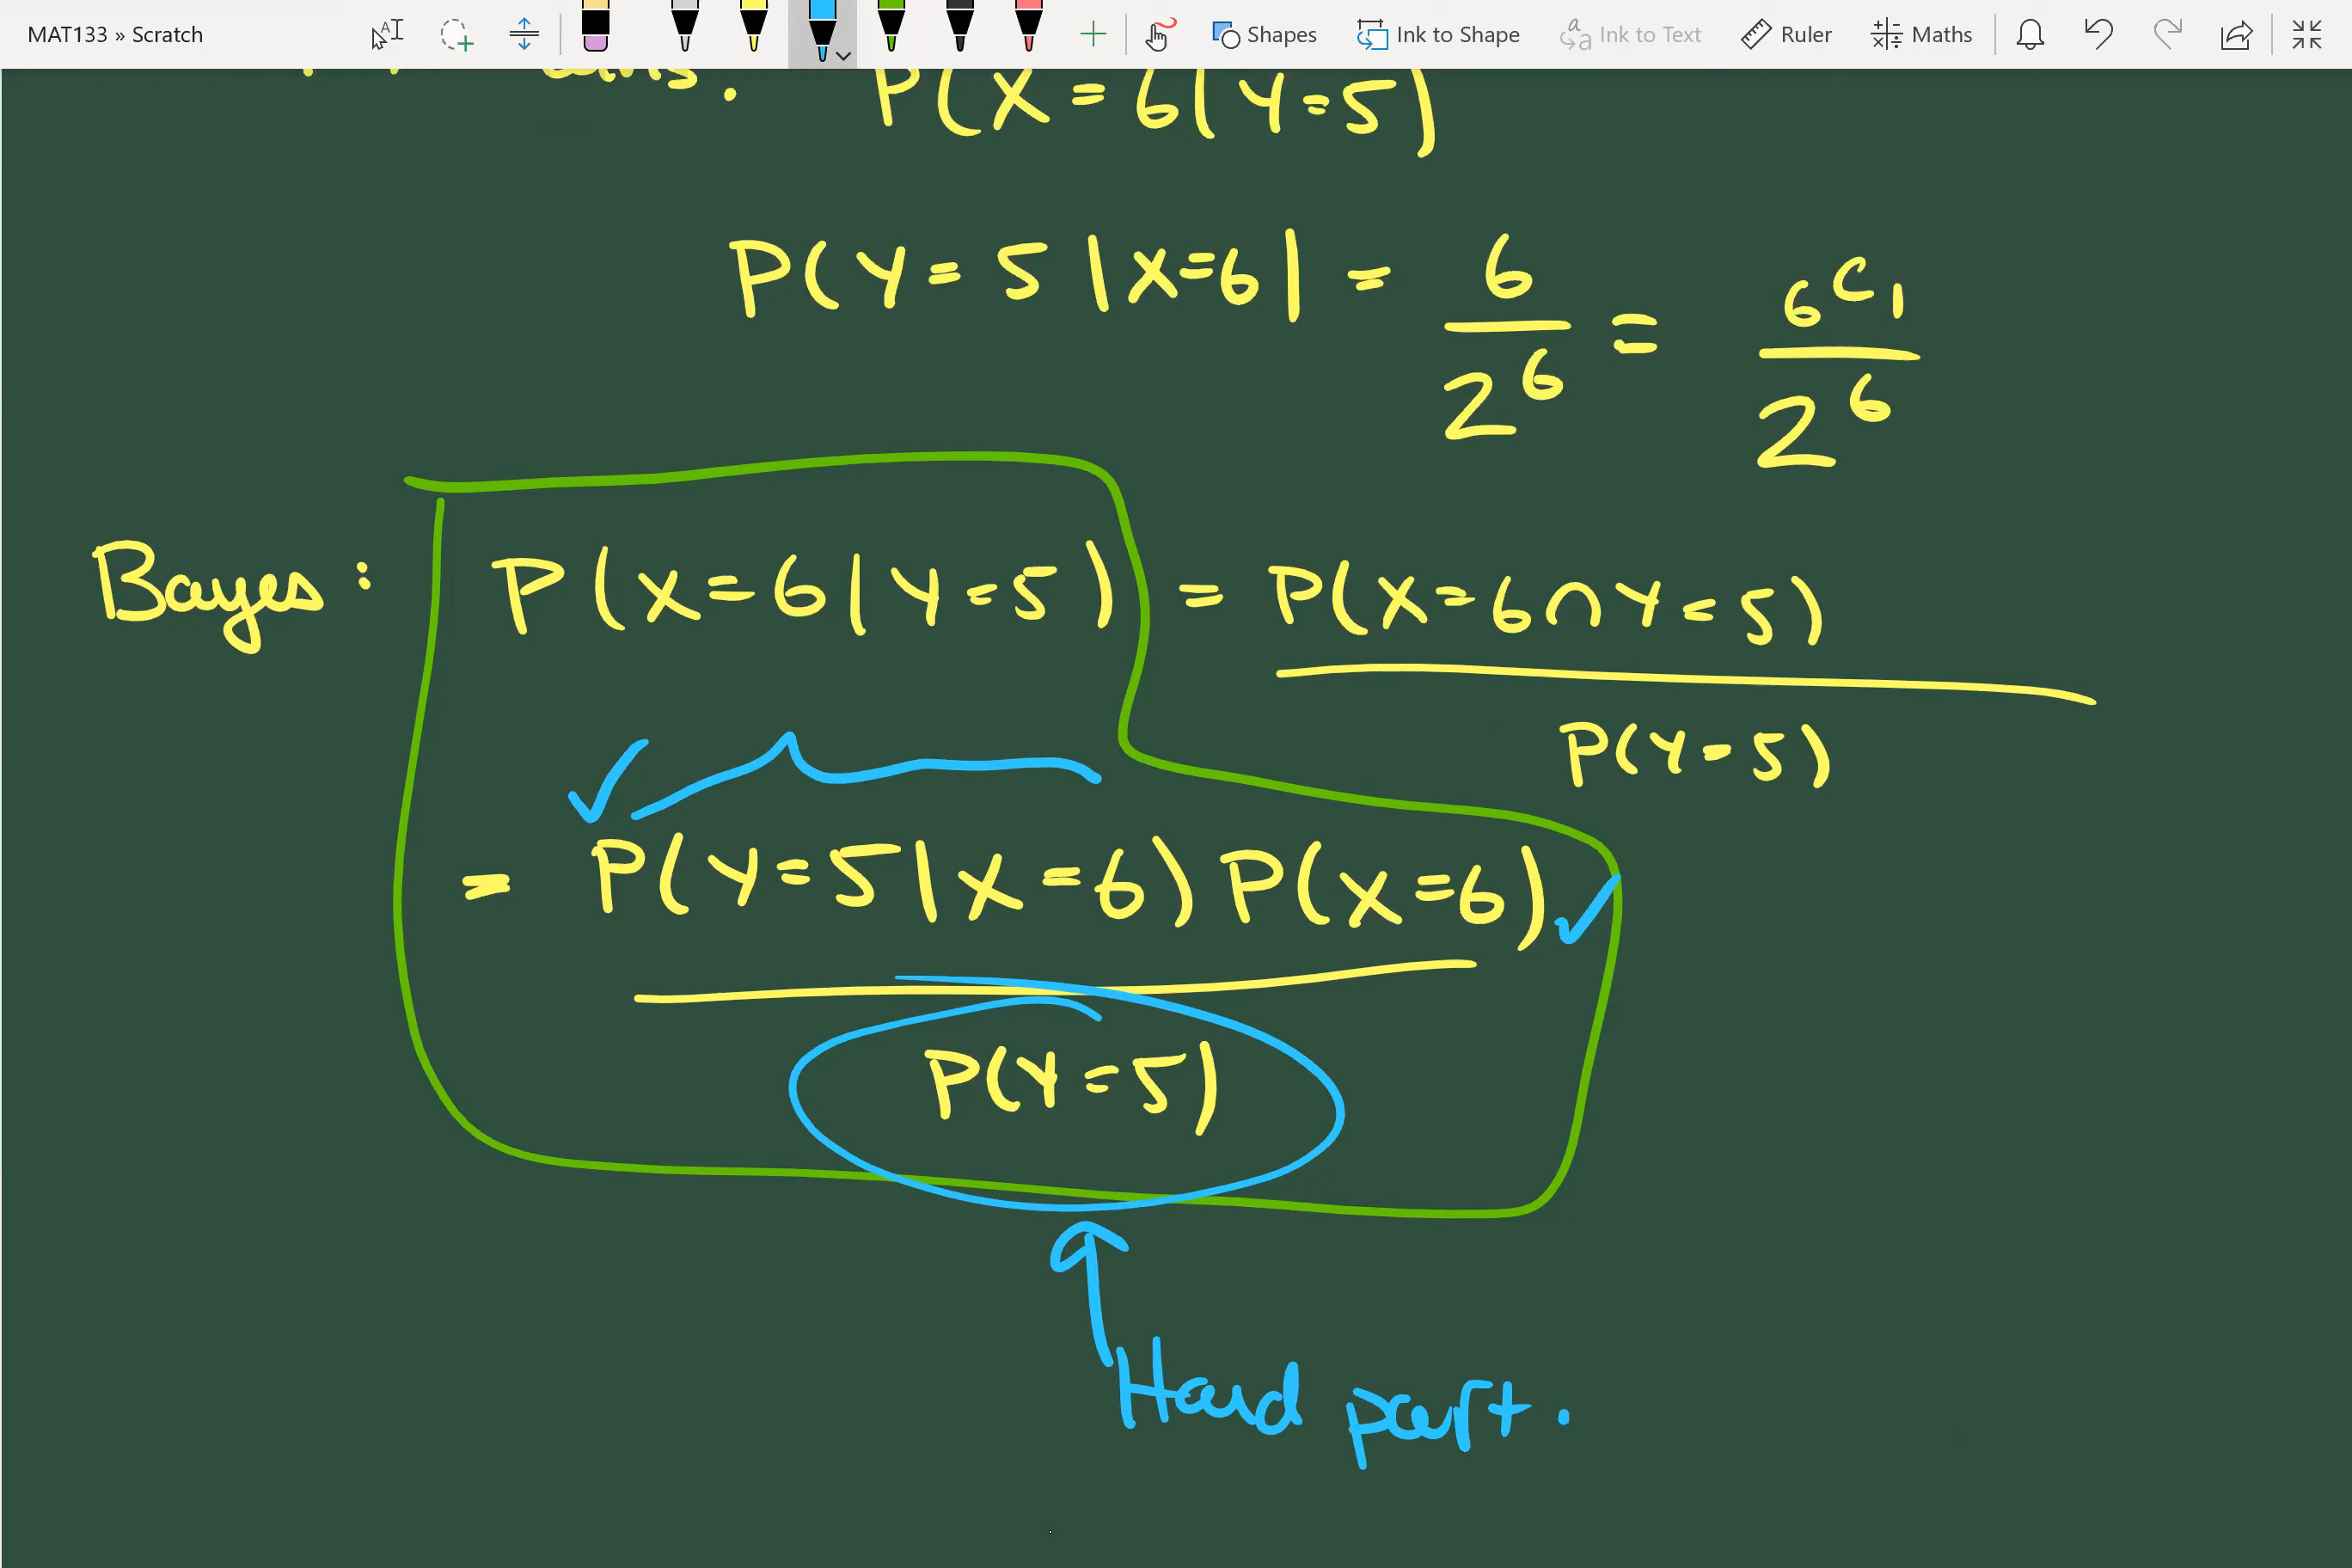 MAT133 » Scratch Shapes Ink to Shape Ink to Text Ruler Maths
P(X=6|Y=5)
P(Y=5|X=6| = 6/2^6 = 6C1/2^6
Bayes: P(X=6|Y=5) = P(X=6∩Y=5)
P(Y=5)
= P(Y=5|X=6)P(X=6)
P(Y=5)
Hard part.